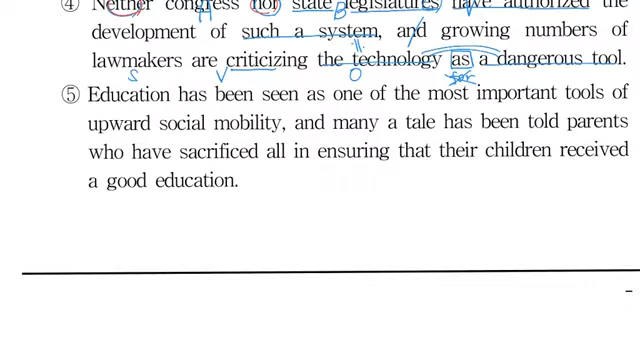 ④ Neither congress nor state legislatures have authorized the
A B V
development of such a system, and growing numbers of
lawmakers are criticizing the technology as a dangerous tool.
S V O for
⑤ Education has been seen as one of the most important tools of
upward social mobility, and many a tale has been told parents
who have sacrificed all in ensuring that their children received
a good education.